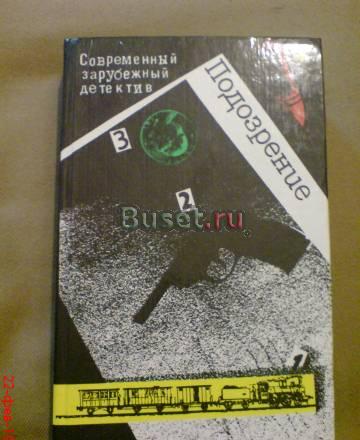 Современный
зарубежный
детектив
Подозрение
3
2
1
Buset.ru